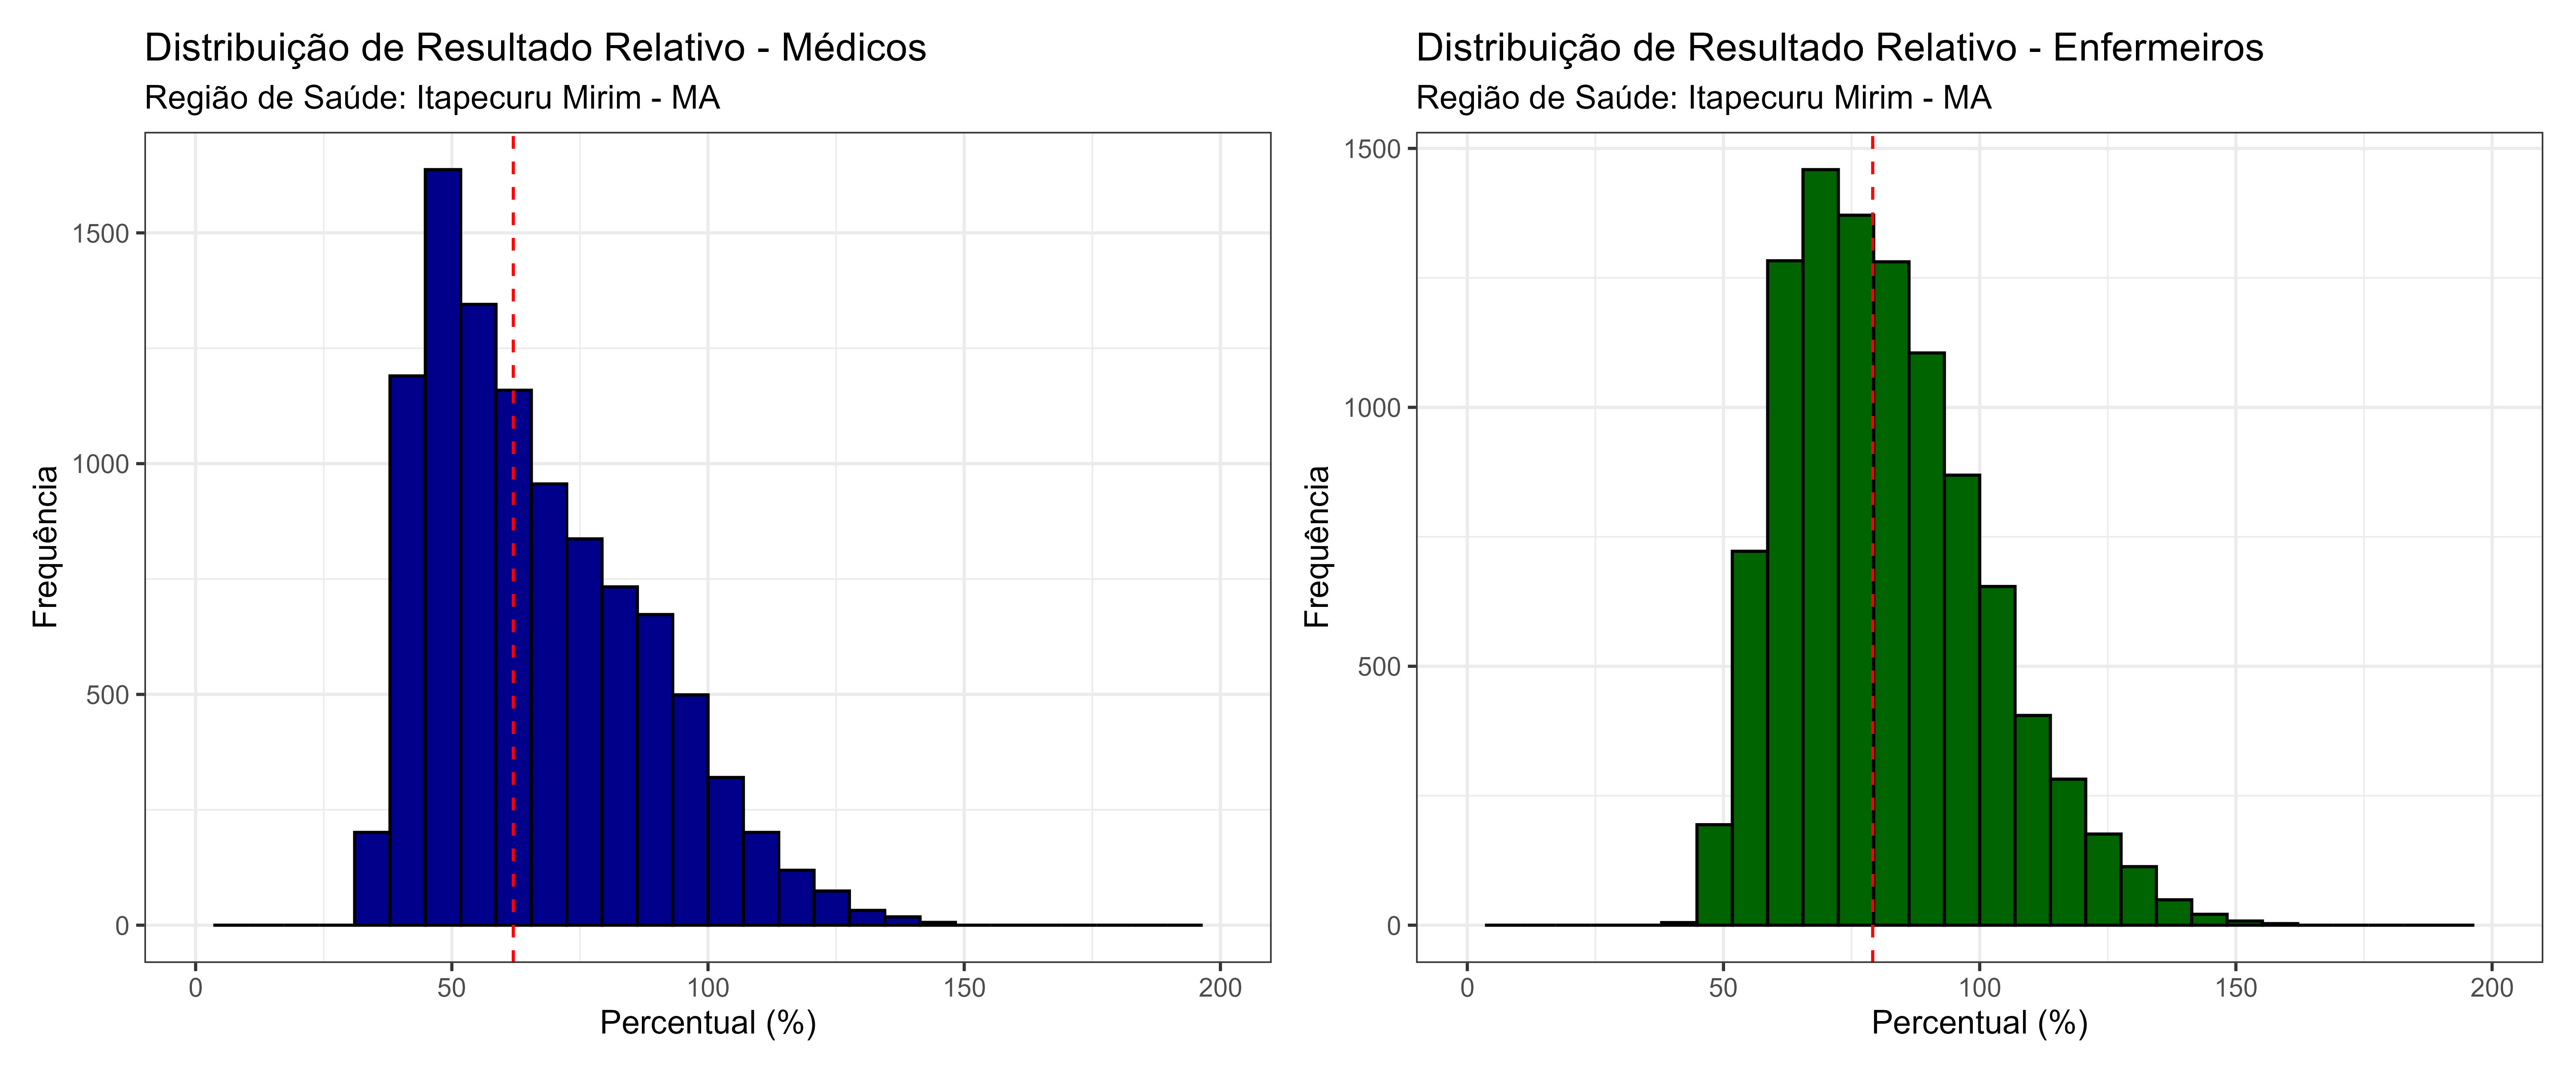 Distribuição de Resultado Relativo - Médicos
Região de Saúde: Itapecuru Mirim - MA
Frequência
1500
1000
500
0
0 50 100 150 200
Percentual (%)
Distribuição de Resultado Relativo - Enfermeiros
Região de Saúde: Itapecuru Mirim - MA
Frequência
1500
1000
500
0
0 50 100 150 200
Percentual (%)